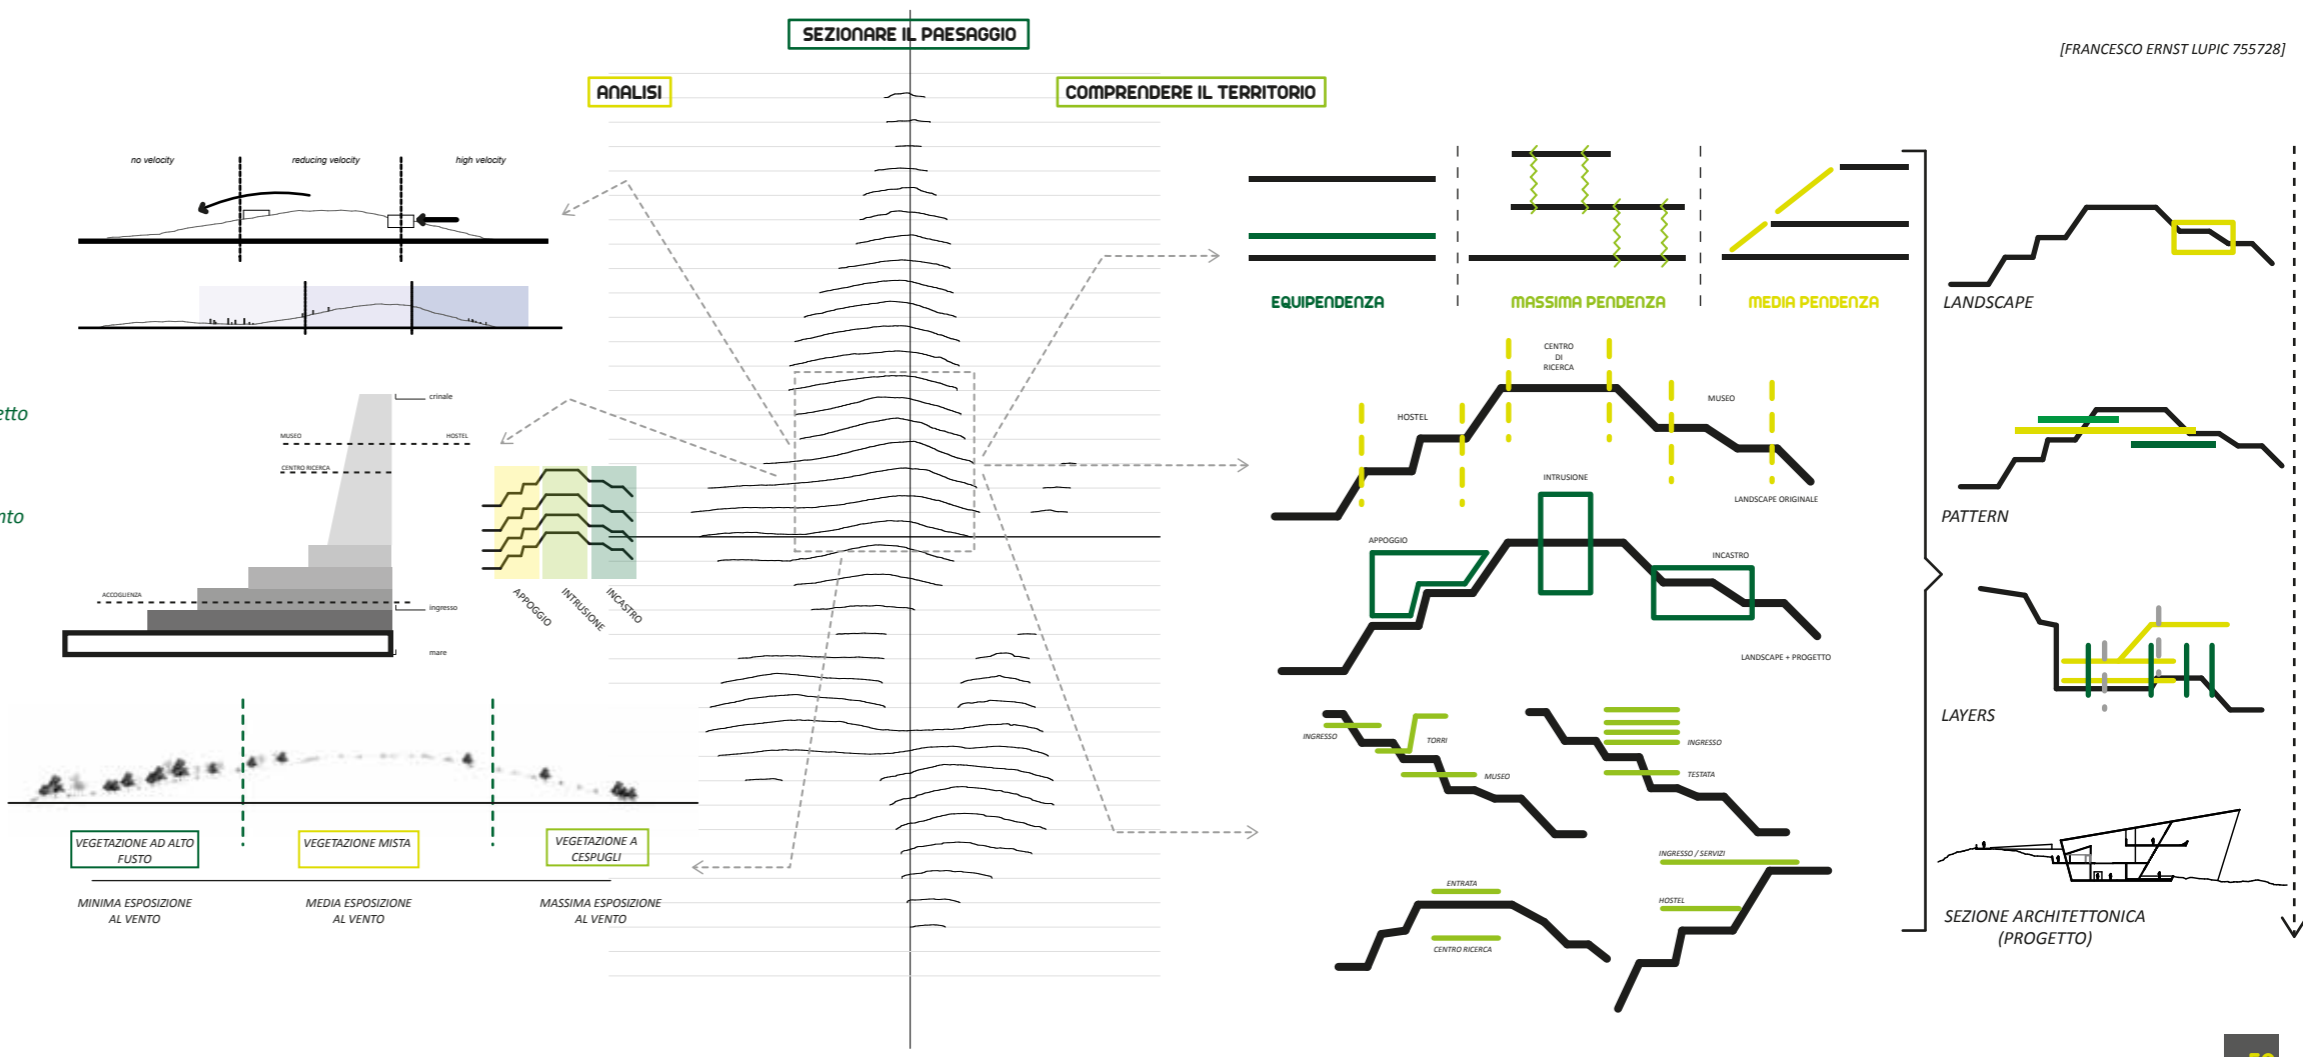 SEZIONARE IL PAESAGGIO
[FRANCESCO ERNST LUPIC 755728]
ANALISI
COMPRENDERE IL TERRITORIO
no velocity
reducing velocity
high velocity
etto
nto
crinale
MUSEO
HOSTEL
CENTRO RICERCA
ACCOGLIENZA
ingresso
mare
APPOGGIO
INTRUSIONE
INCASTRO
VEGETAZIONE AD ALTO
FUSTO
VEGETAZIONE MISTA
VEGETAZIONE A
CESPUGLI
MINIMA ESPOSIZIONE
AL VENTO
MEDIA ESPOSIZIONE
AL VENTO
MASSIMA ESPOSIZIONE
AL VENTO
EQUIPENDENZA
MASSIMA PENDENZA
MEDIA PENDENZA
CENTRO
DI
RICERCA
HOSTEL
MUSEO
LANDSCAPE ORIGINALE
INTRUSIONE
APPOGGIO
INCASTRO
LANDSCAPE + PROGETTO
INGRESSO
TORRI
MUSEO
INGRESSO
TESTATA
ENTRATA
CENTRO RICERCA
INGRESSO / SERVIZI
HOSTEL
LANDSCAPE
PATTERN
LAYERS
SEZIONE ARCHITETTONICA
(PROGETTO)